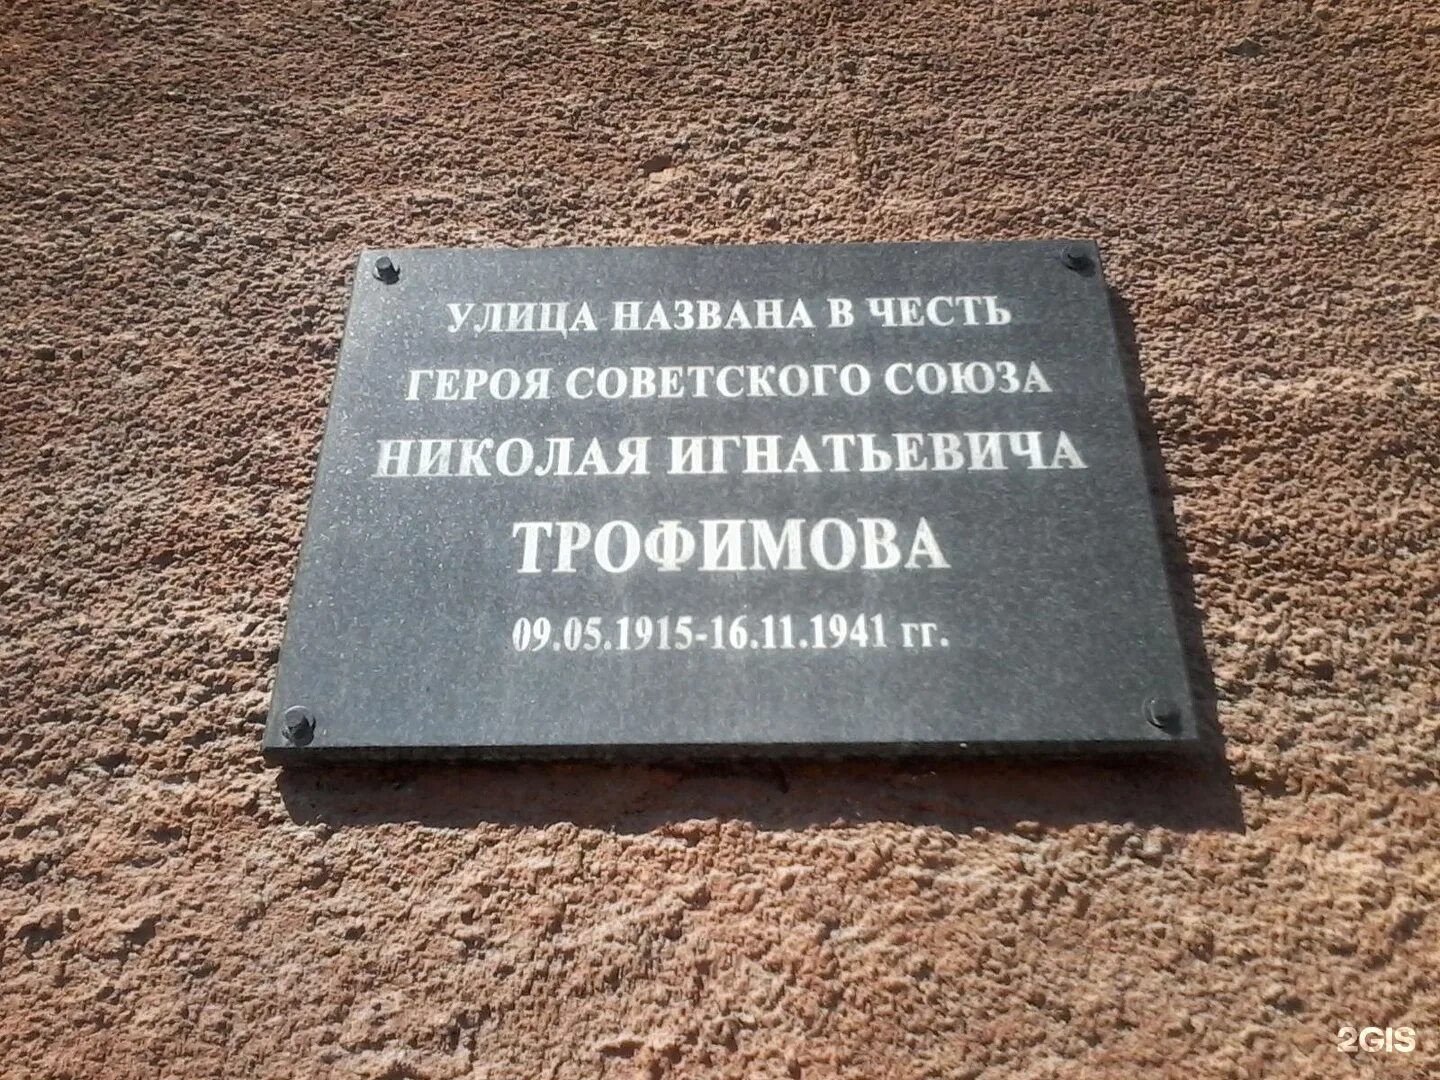 УЛИЦА НАЗВАНА В ЧЕСТЬ
ГЕРОЯ СОВЕТСКОГО СОЮЗА
НИКОЛАЯ ИГНАТЬЕВИЧА
ТРОФИМОВА
09.05.1915-16.11.1941 гг.
2GIS